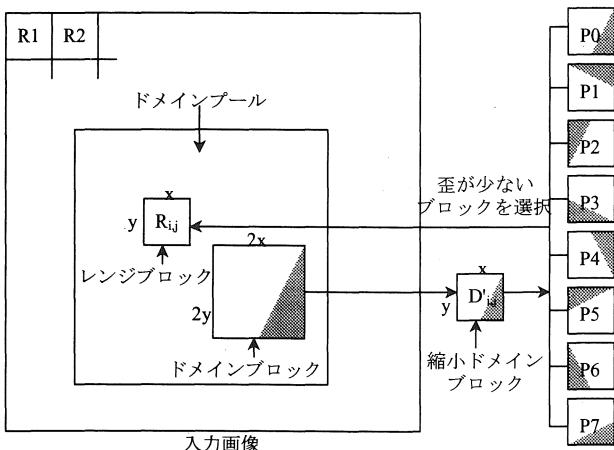 R1 R2
ドメインプール
x
y
Ri,j
レンジブロック
2x
2y
ドメインブロック
入力画像
歪が少ない
ブロックを選択
x
y
D'i,j
縮小ドメイン
ブロック
P0
P1
P2
P3
P4
P5
P6
P7